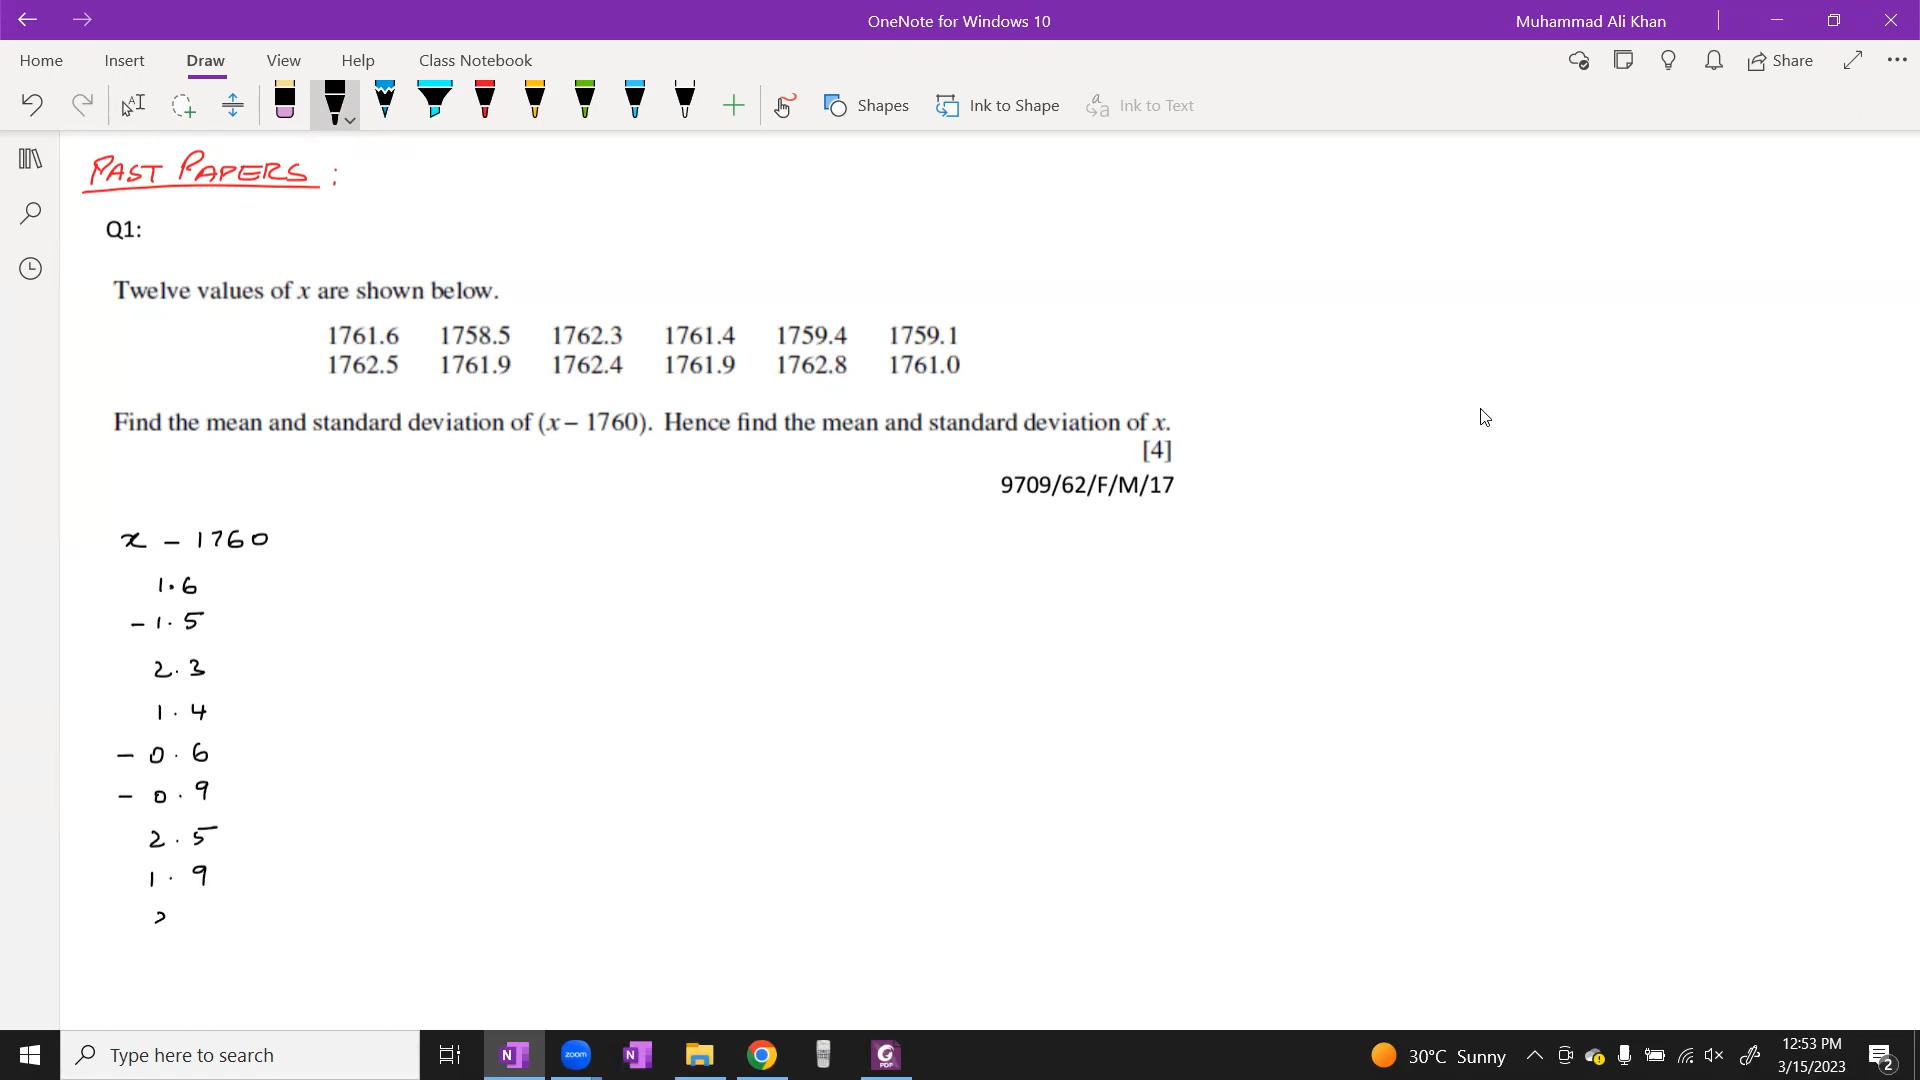 OneNote for Windows 10
Muhammad Ali Khan
Home Insert Draw View Help Class Notebook
Share
Shapes Ink to Shape Ink to Text
PAST PAPERS :
Q1:
Twelve values of x are shown below.
1761.6 1758.5 1762.3 1761.4 1759.4 1759.1
1762.5 1761.9 1762.4 1761.9 1762.8 1761.0
Find the mean and standard deviation of (x – 1760). Hence find the mean and standard deviation of x.
[4]
9709/62/F/M/17
x - 1760
1.6
-1.5
2.3
1.4
-0.6
-0.9
2.5
1.9
Type here to search
zoom
PDF
30°C Sunny
12:53 PM
3/15/2023
2